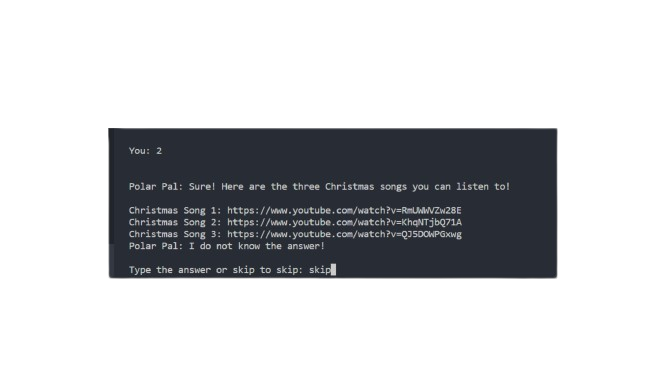 You: 2
Polar Pal: Sure! Here are the three Christmas songs you can listen to!
Christmas Song 1: https://www.youtube.com/watch?v=RmUWWVZw28E
Christmas Song 2: https://www.youtube.com/watch?v=KhqNTjbQ71A
Christmas Song 3: https://www.youtube.com/watch?v=QJ5DOWPGxwg
Polar Pal: I do not know the answer!
Type the answer or skip to skip: skip